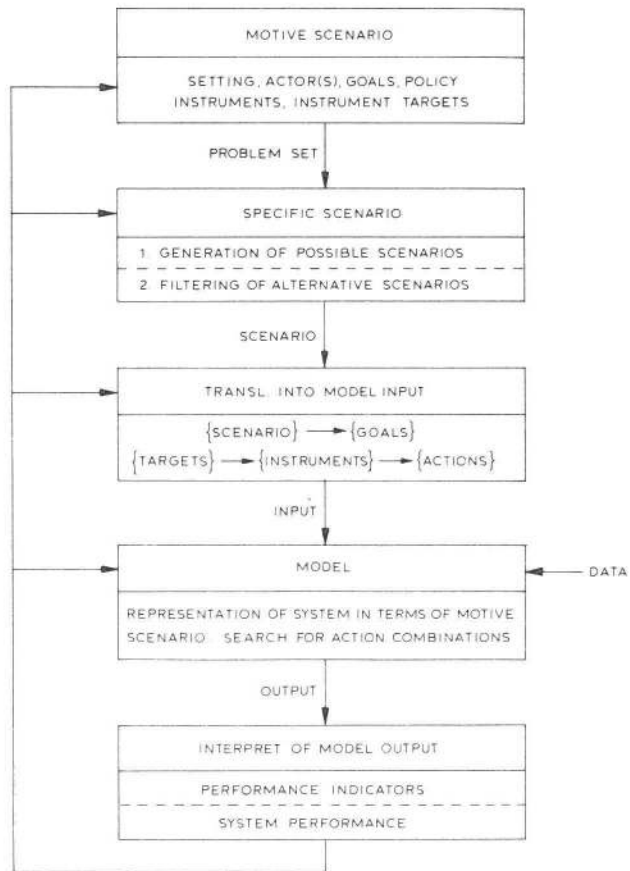 MOTIVE SCENARIO
SETTING, ACTOR(S), GOALS, POLICY
INSTRUMENTS, INSTRUMENT TARGETS
PROBLEM SET
SPECIFIC SCENARIO
1. GENERATION OF POSSIBLE SCENARIOS
2. FILTERING OF ALTERNATIVE SCENARIOS
SCENARIO
TRANSL. INTO MODEL INPUT
{SCENARIO} → {GOALS}
{TARGETS} → {INSTRUMENTS} → {ACTIONS}
INPUT
MODEL
DATA
REPRESENTATION OF SYSTEM IN TERMS OF MOTIVE
SCENARIO. SEARCH FOR ACTION COMBINATIONS
OUTPUT
INTERPRET OF MODEL OUTPUT
PERFORMANCE INDICATORS
SYSTEM PERFORMANCE